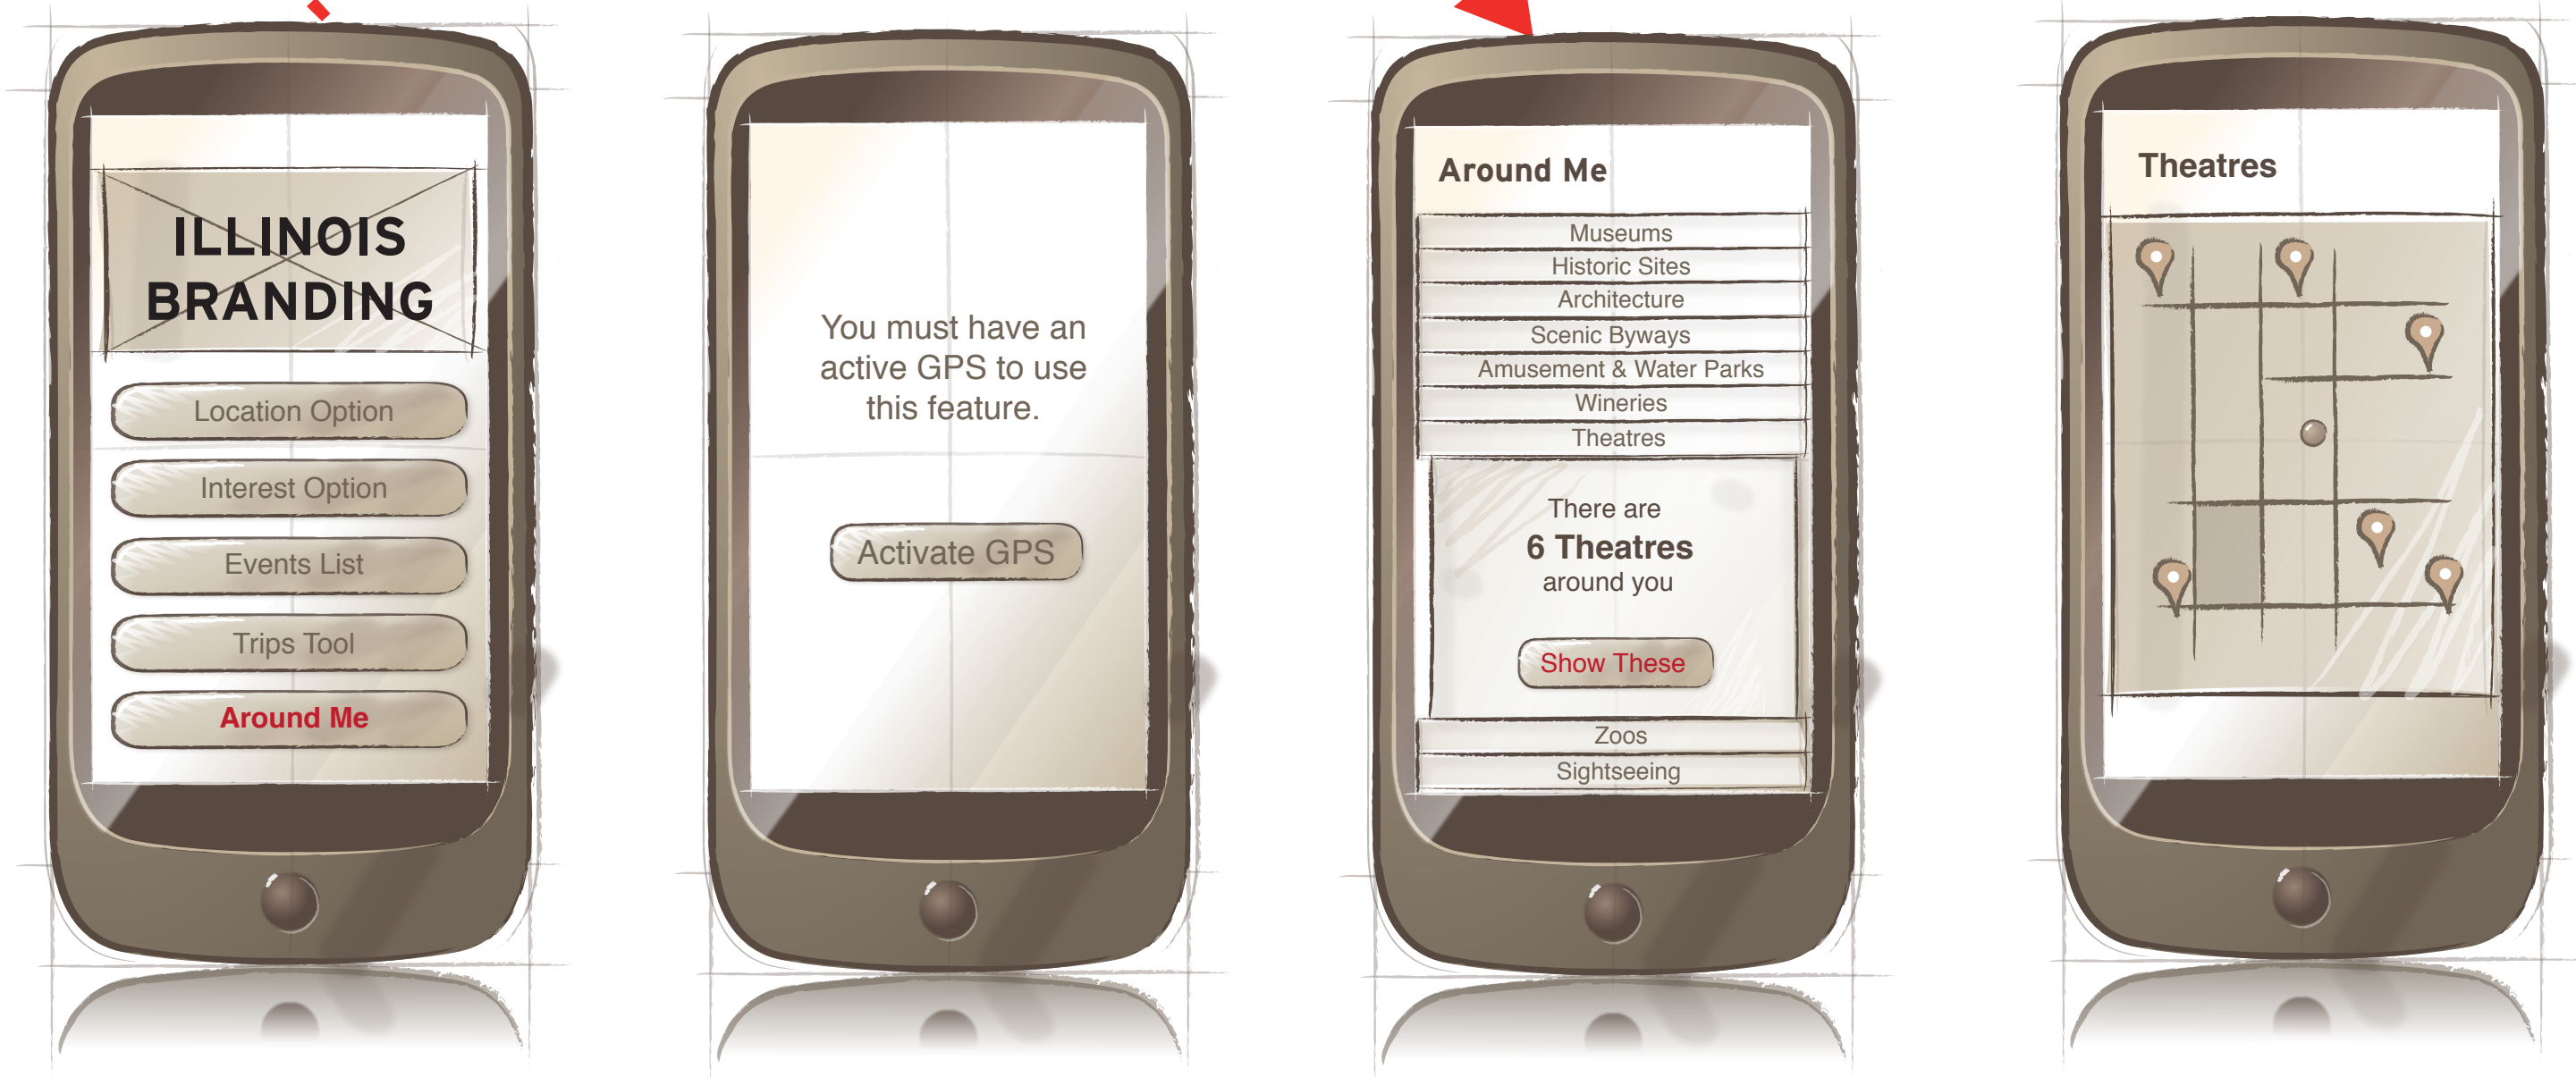 ILLINOIS
BRANDING
Location Option
Interest Option
Events List
Trips Tool
Around Me
You must have an
active GPS to use
this feature.
Activate GPS
Around Me
Museums
Historic Sites
Architecture
Scenic Byways
Amusement & Water Parks
Wineries
Theatres
There are
6 Theatres
around you
Show These
Zoos
Sightseeing
Theatres